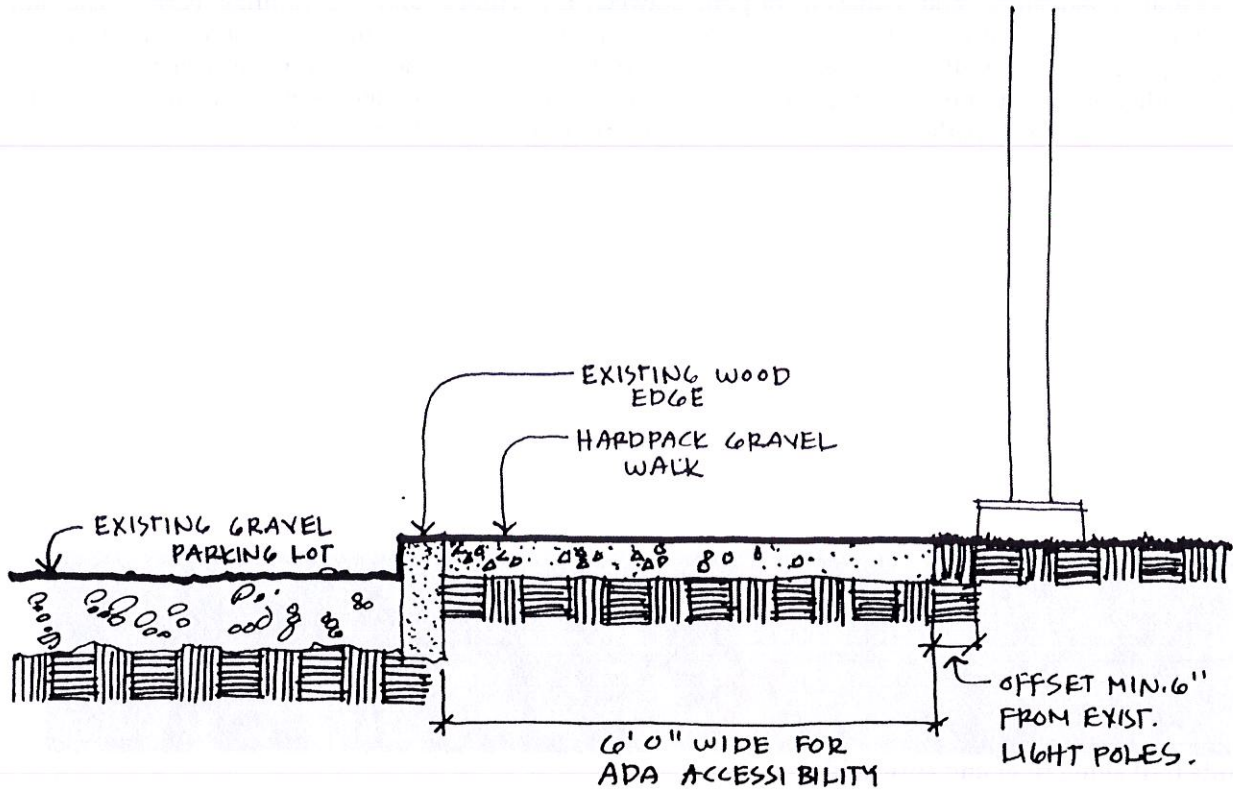 EXISTING WOOD
EDGE
HARDPACK GRAVEL
WALK
EXISTING GRAVEL
PARKING LOT
OFFSET MIN. 6"
FROM EXIST.
LIGHT POLES.
6'0" WIDE FOR
ADA ACCESSIBILITY